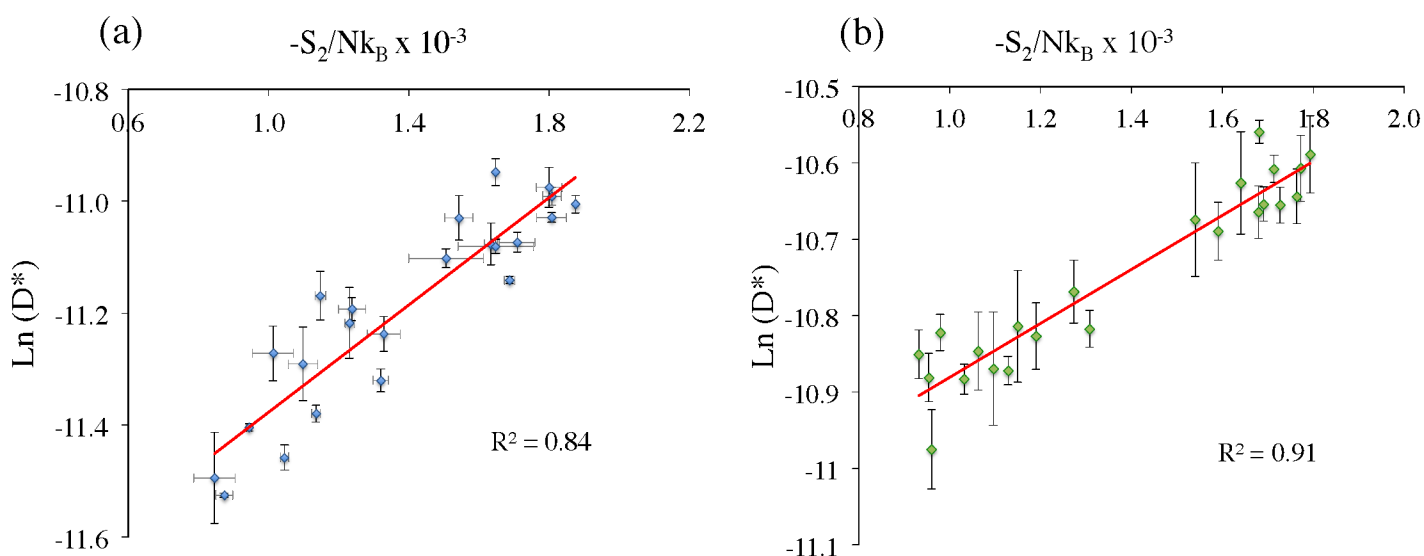 (a)
-S₂/Nk_B x 10⁻³
-10.8
0.6 1.0 1.4 1.8 2.2
-11.0
-11.2
-11.4
-11.6
Ln (D*)
R² = 0.84
(b)
-S₂/Nk_B x 10⁻³
-10.5
0.8 1.0 1.2 1.4 1.6 1.8 2.0
-10.6
-10.7
-10.8
-10.9
-11
-11.1
Ln (D*)
R² = 0.91